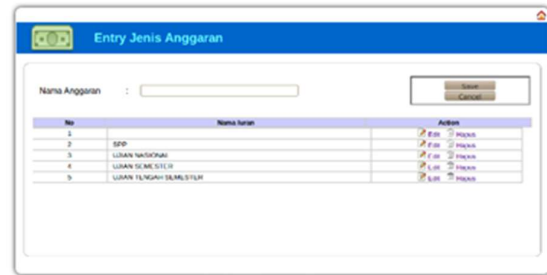 Entry Jenis Anggaran
Nama Anggaran :
Save
Cancel
No Nama Iuran Action
1 Edit Hapus
2 SPP Edit Hapus
3 UJIAN NASIONAL Edit Hapus
4 UJIAN SEMESTER Edit Hapus
5 UJIAN TENGAH SEMESTER Edit Hapus